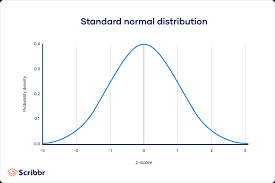 Standard normal distribution
Probability density
0.4
0.3
0.2
0.1
0.0
-3 -2 -1 0 1 2 3
z-score
Scribbr